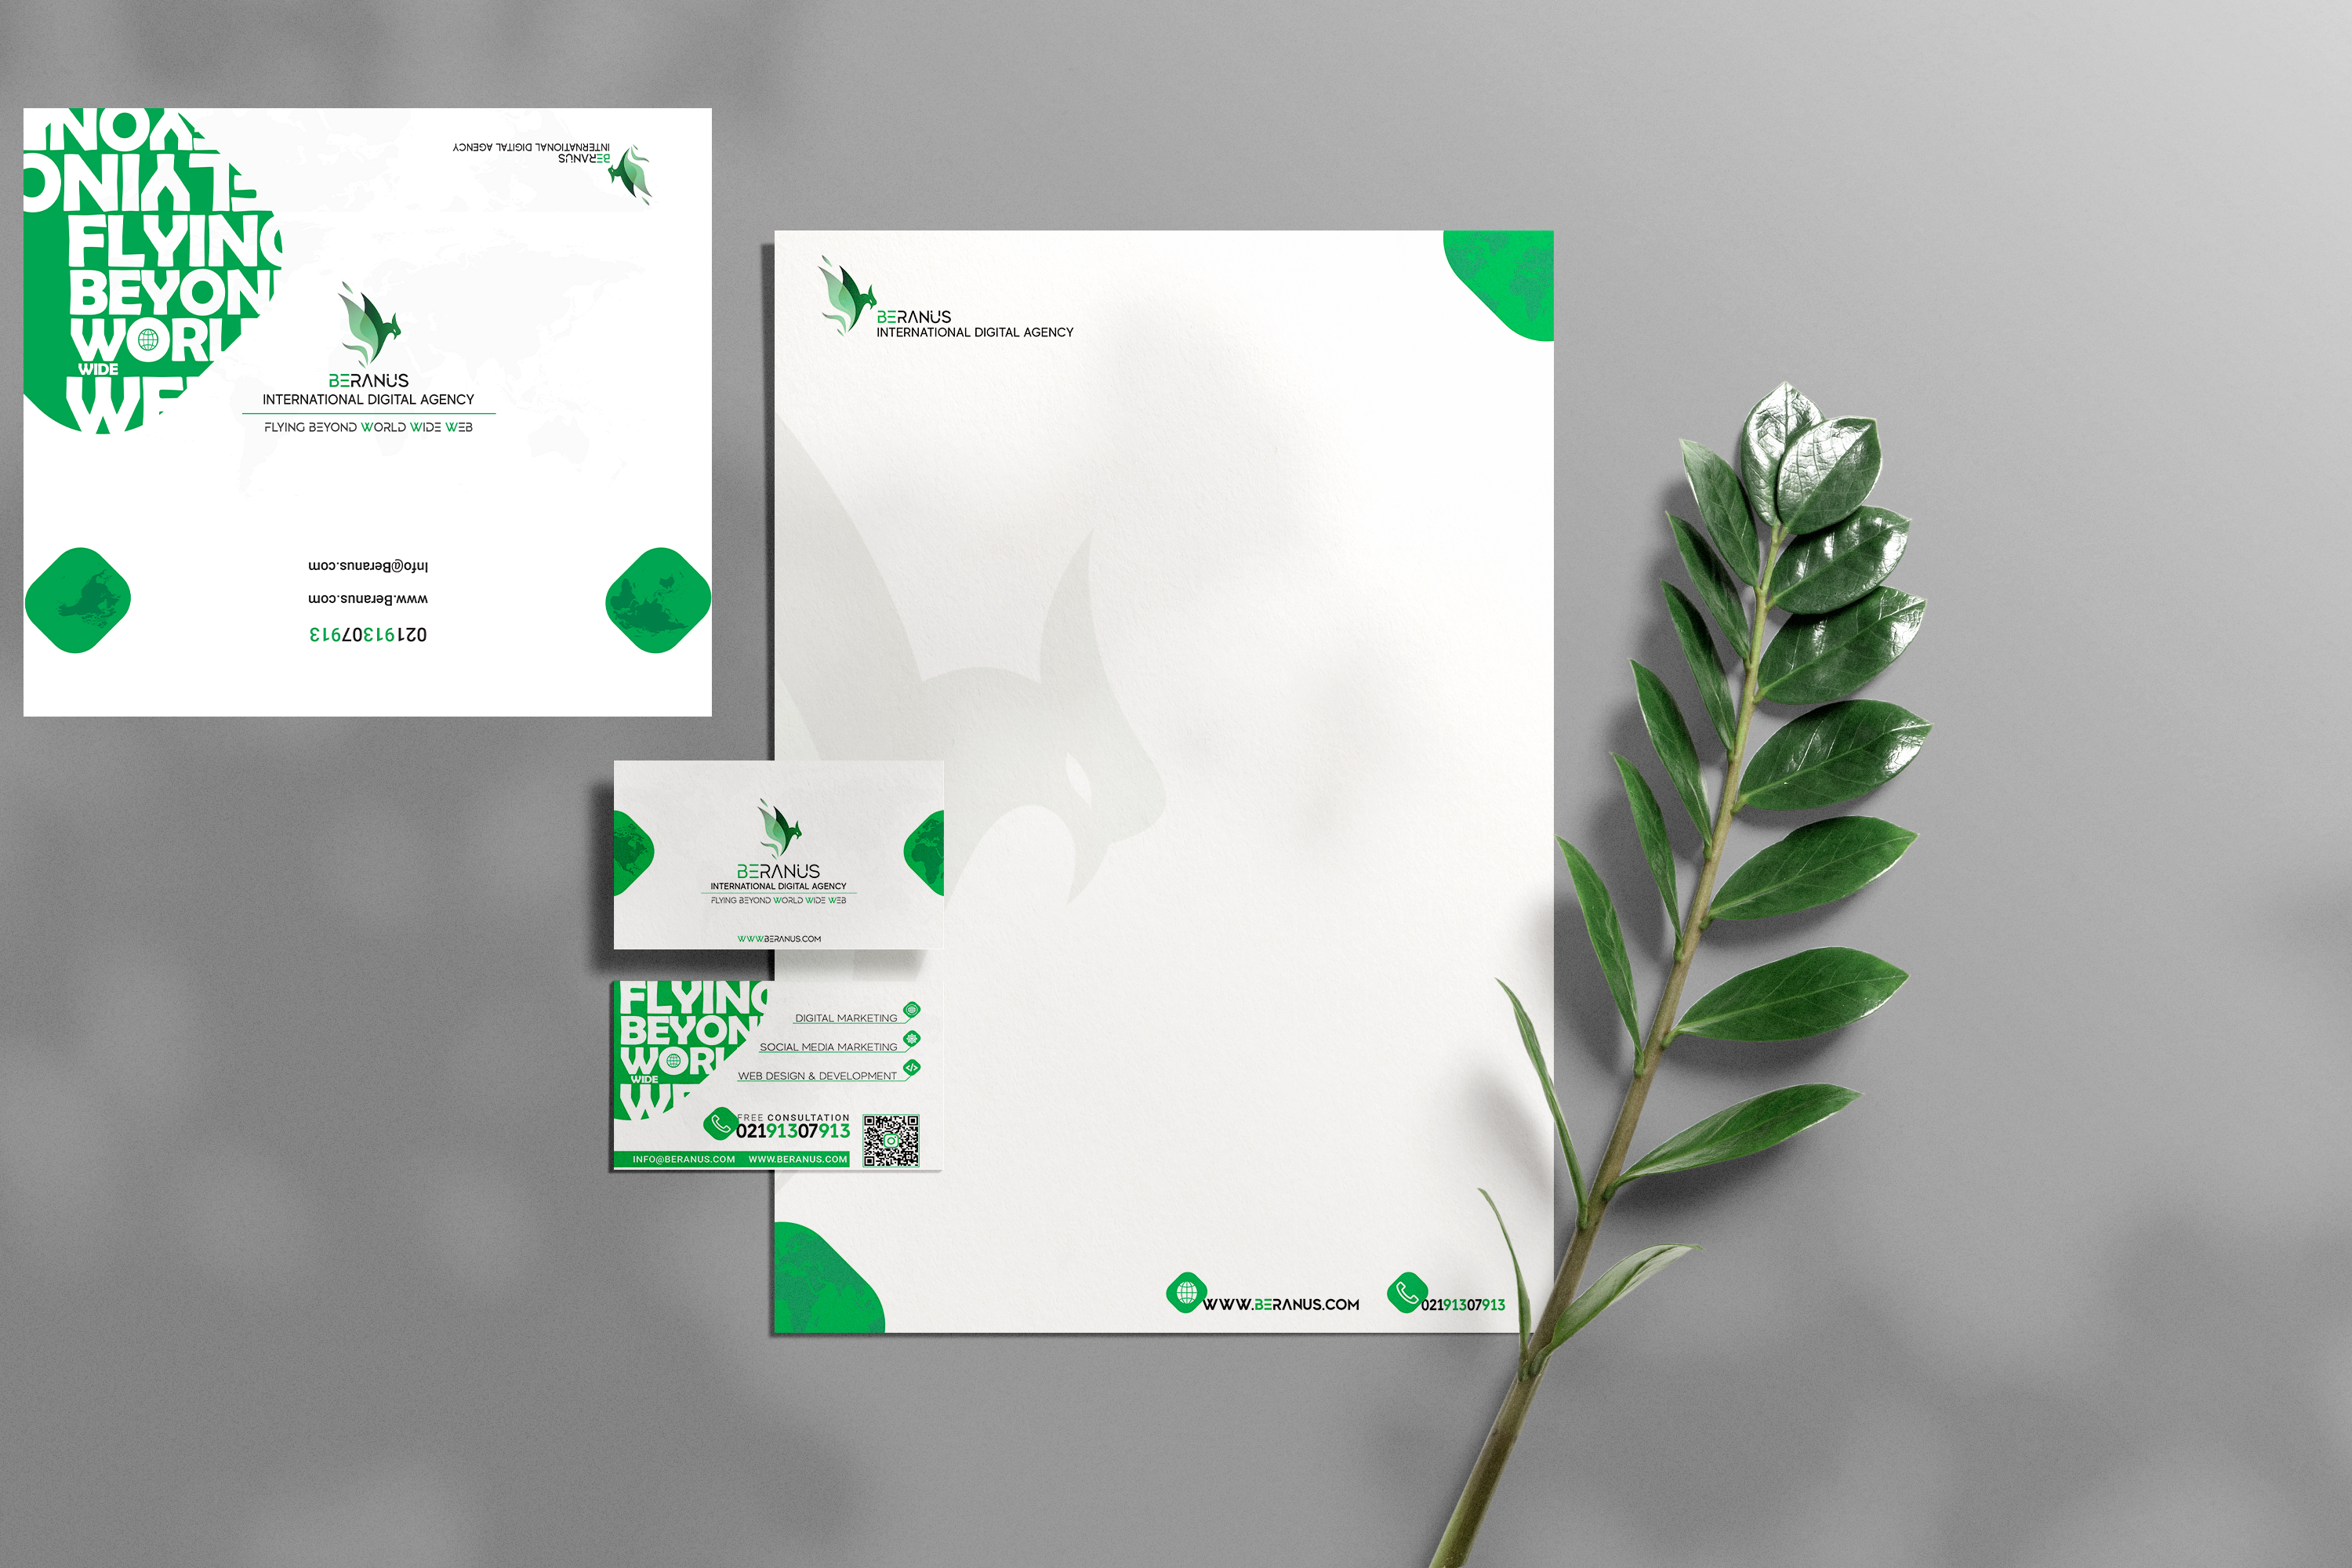 FLYING
BEYON
WORL
WIDE
WE
BERANUS
INTERNATIONAL DIGITAL AGENCY
BERANUS
INTERNATIONAL DIGITAL AGENCY
FLYING BEYOND WORLD WIDE WEB
Info@Beranus.com
www.Beranus.com
02191307913
BERANUS
INTERNATIONAL DIGITAL AGENCY
BERANUS
INTERNATIONAL DIGITAL AGENCY
FLYING BEYOND WORLD WIDE WEB
WWW.BERANUS.COM
FLYING
BEYON
WORL
WIDE
WE
DIGITAL MARKETING
SOCIAL MEDIA MARKETING
WEB DESIGN & DEVELOPMENT
FREE CONSULTATION
02191307913
INFO@BERANUS.COM WWW.BERANUS.COM
WWW.BERANUS.COM
02191307913